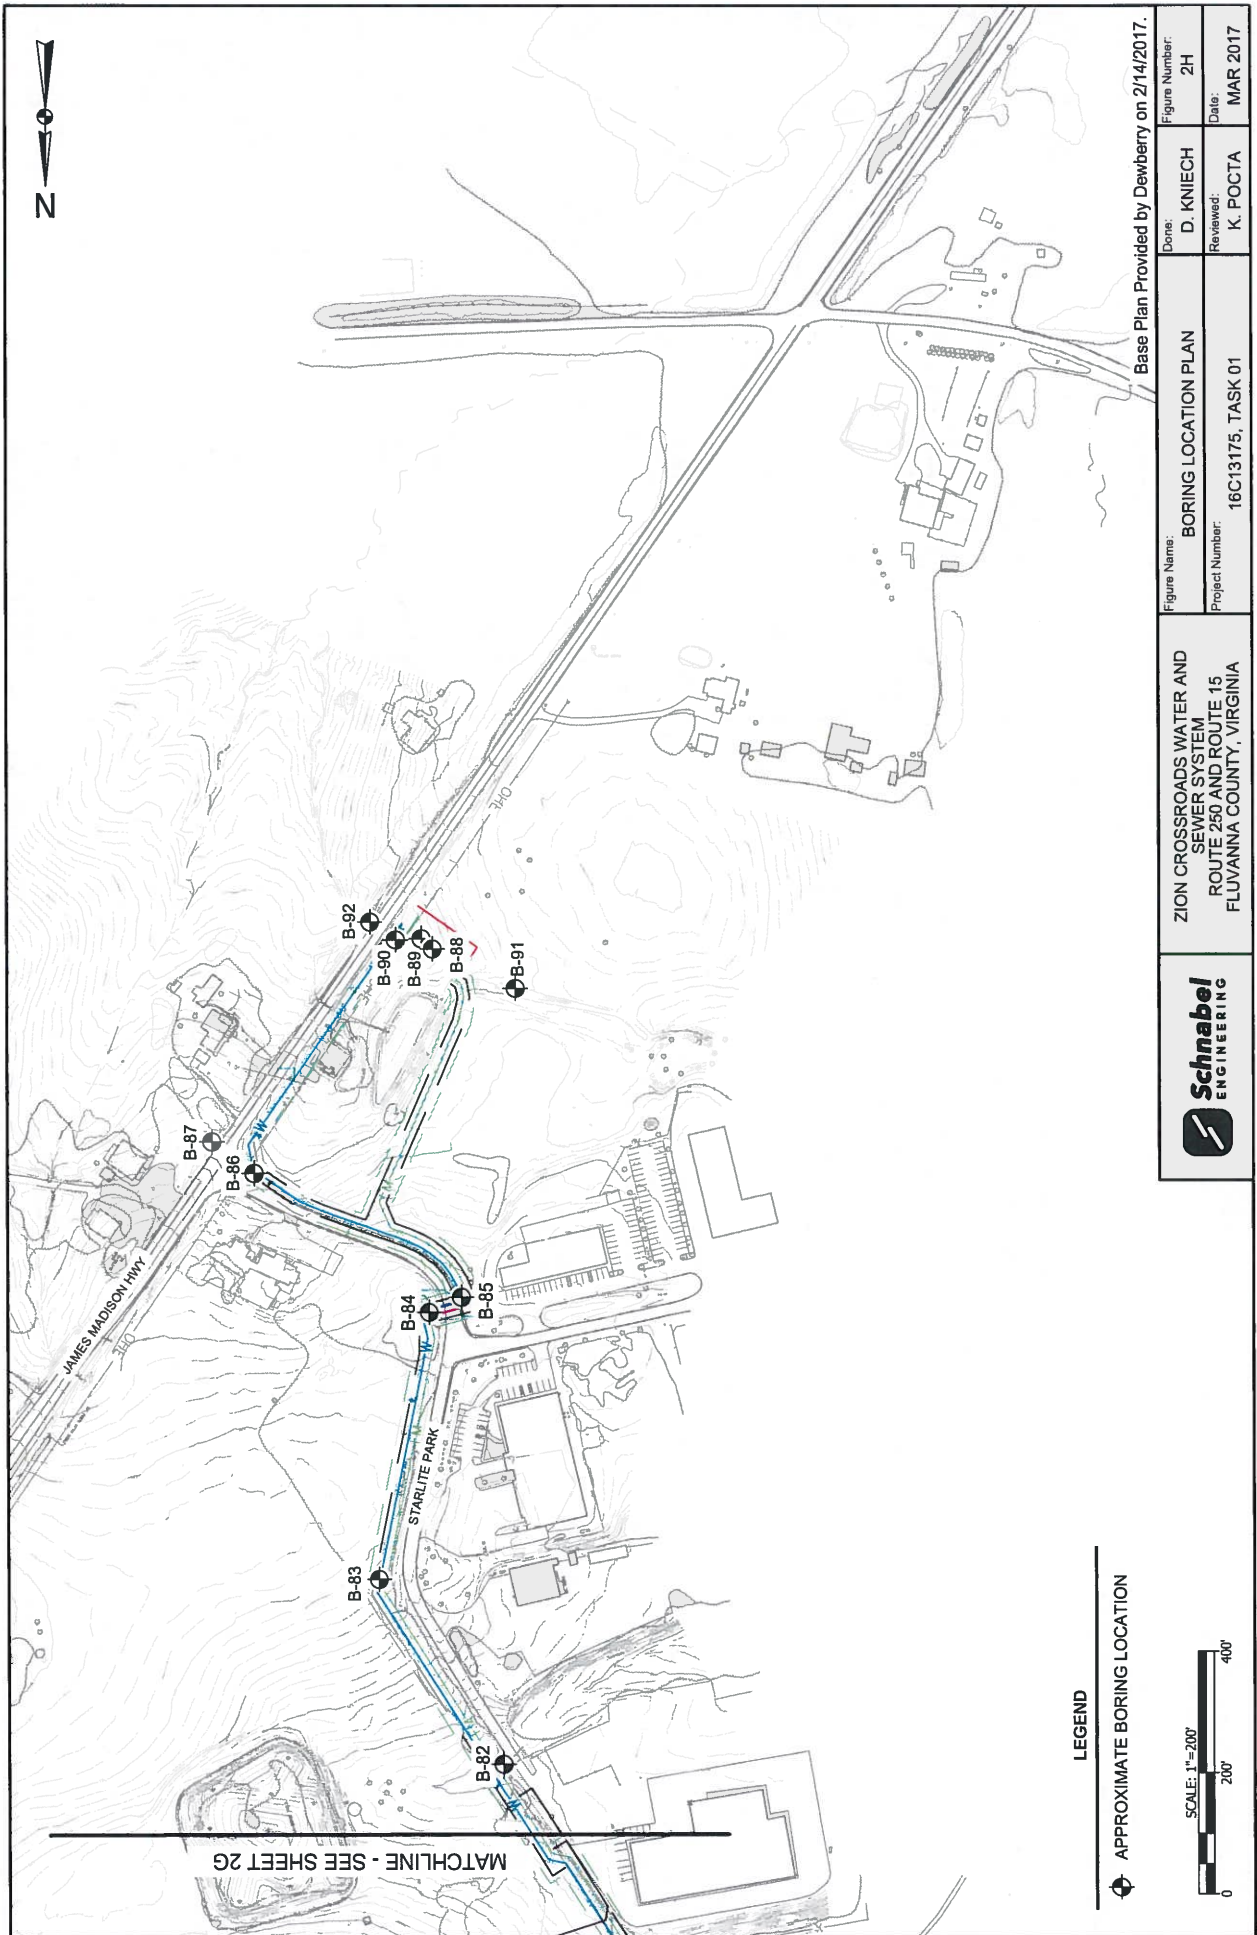 N
JAMES MADISON HWY
OHL
B-87
B-86
B-92
B-90
B-89
B-88
B-91
OHL
B-84
B-85
W
W
STARLITE PARK
B-83
B-82
W
MATCHLINE - SEE SHEET 2G
Base Plan Provided by Dewberry on 2/14/2017.
LEGEND
APPROXIMATE BORING LOCATION
SCALE: 1"=200'
0
200'
400'
Schnabel
ENGINEERING
ZION CROSSROADS WATER AND
SEWER SYSTEM
ROUTE 250 AND ROUTE 15
FLUVANNA COUNTY, VIRGINIA
Figure Name:
BORING LOCATION PLAN
Project Number:
16C13175, TASK 01
Done:
D. KNIECH
Reviewed:
K. POCTA
Figure Number:
2H
Date:
MAR 2017